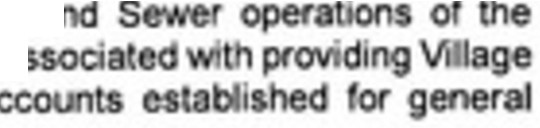 nd Sewer operations of the
ssociated with providing Village
ccounts established for general